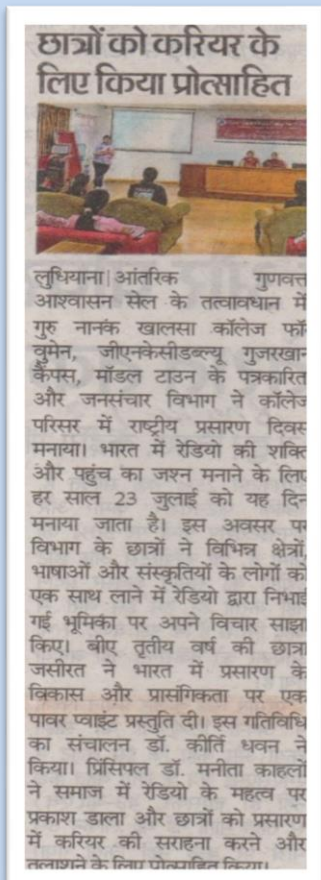 छात्रों को करियर के
लिए किया प्रोत्साहित
लुधियाना|आंतरिक गुणवत्त
आश्वासन सेल के तत्वावधान में
गुरु नानक खालसा कॉलेज फॉ
वुमेन, जीएनकेसीडब्ल्यू गुजरखान
कैंपस, मॉडल टाउन के पत्रकारित
और जनसंचार विभाग ने कॉलेज
परिसर में राष्ट्रीय प्रसारण दिवस
मनाया। भारत में रेडियो की शक्ति
और पहुंच का जश्न मनाने के लिए
हर साल 23 जुलाई को यह दिन
मनाया जाता है। इस अवसर पर
विभाग के छात्रों ने विभिन्न क्षेत्रों,
भाषाओं और संस्कृतियों के लोगों को
एक साथ लाने में रेडियो द्वारा निभाई
गई भूमिका पर अपने विचार साझा
किए। बीए तृतीय वर्ष की छात्रा
जसीरत ने भारत में प्रसारण के
विकास और प्रासंगिकता पर एक
पावर प्वाइंट प्रस्तुति दी। इस गतिविधि
का संचालन डॉ. कीर्ति धवन ने
किया। प्रिंसिपल डॉ. मनीता काहलों
ने समाज में रेडियो के महत्व पर
प्रकाश डाला और छात्रों को प्रसारण
में करियर की सराहना करने और
तलाशने के लिए प्रोत्साहित किया।